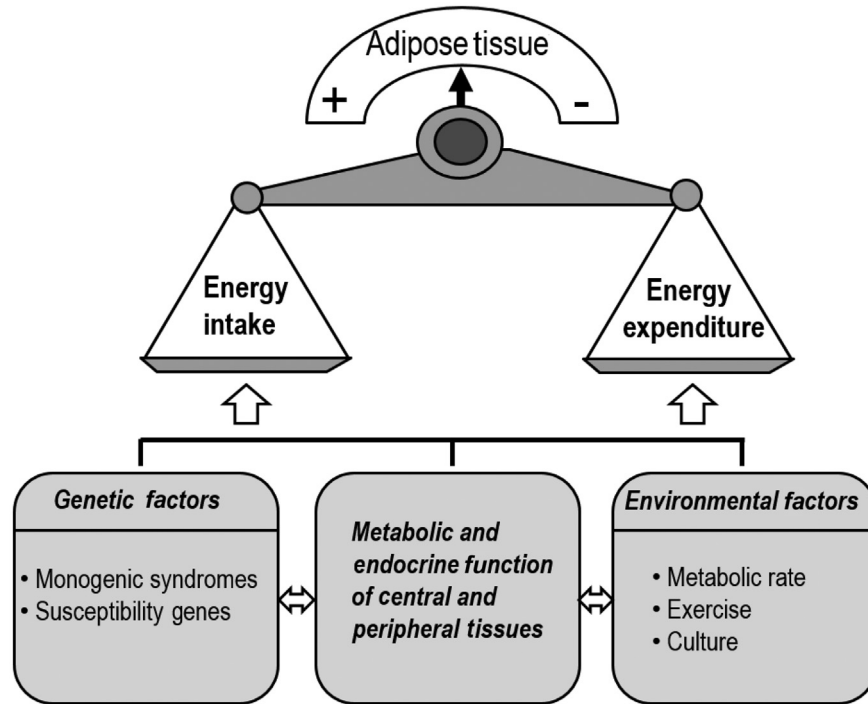 Adipose tissue
+
-
Energy
intake
Energy
expenditure
Genetic factors
• Monogenic syndromes
• Susceptibility genes
Metabolic and
endocrine function
of central and
peripheral tissues
Environmental factors
• Metabolic rate
• Exercise
• Culture